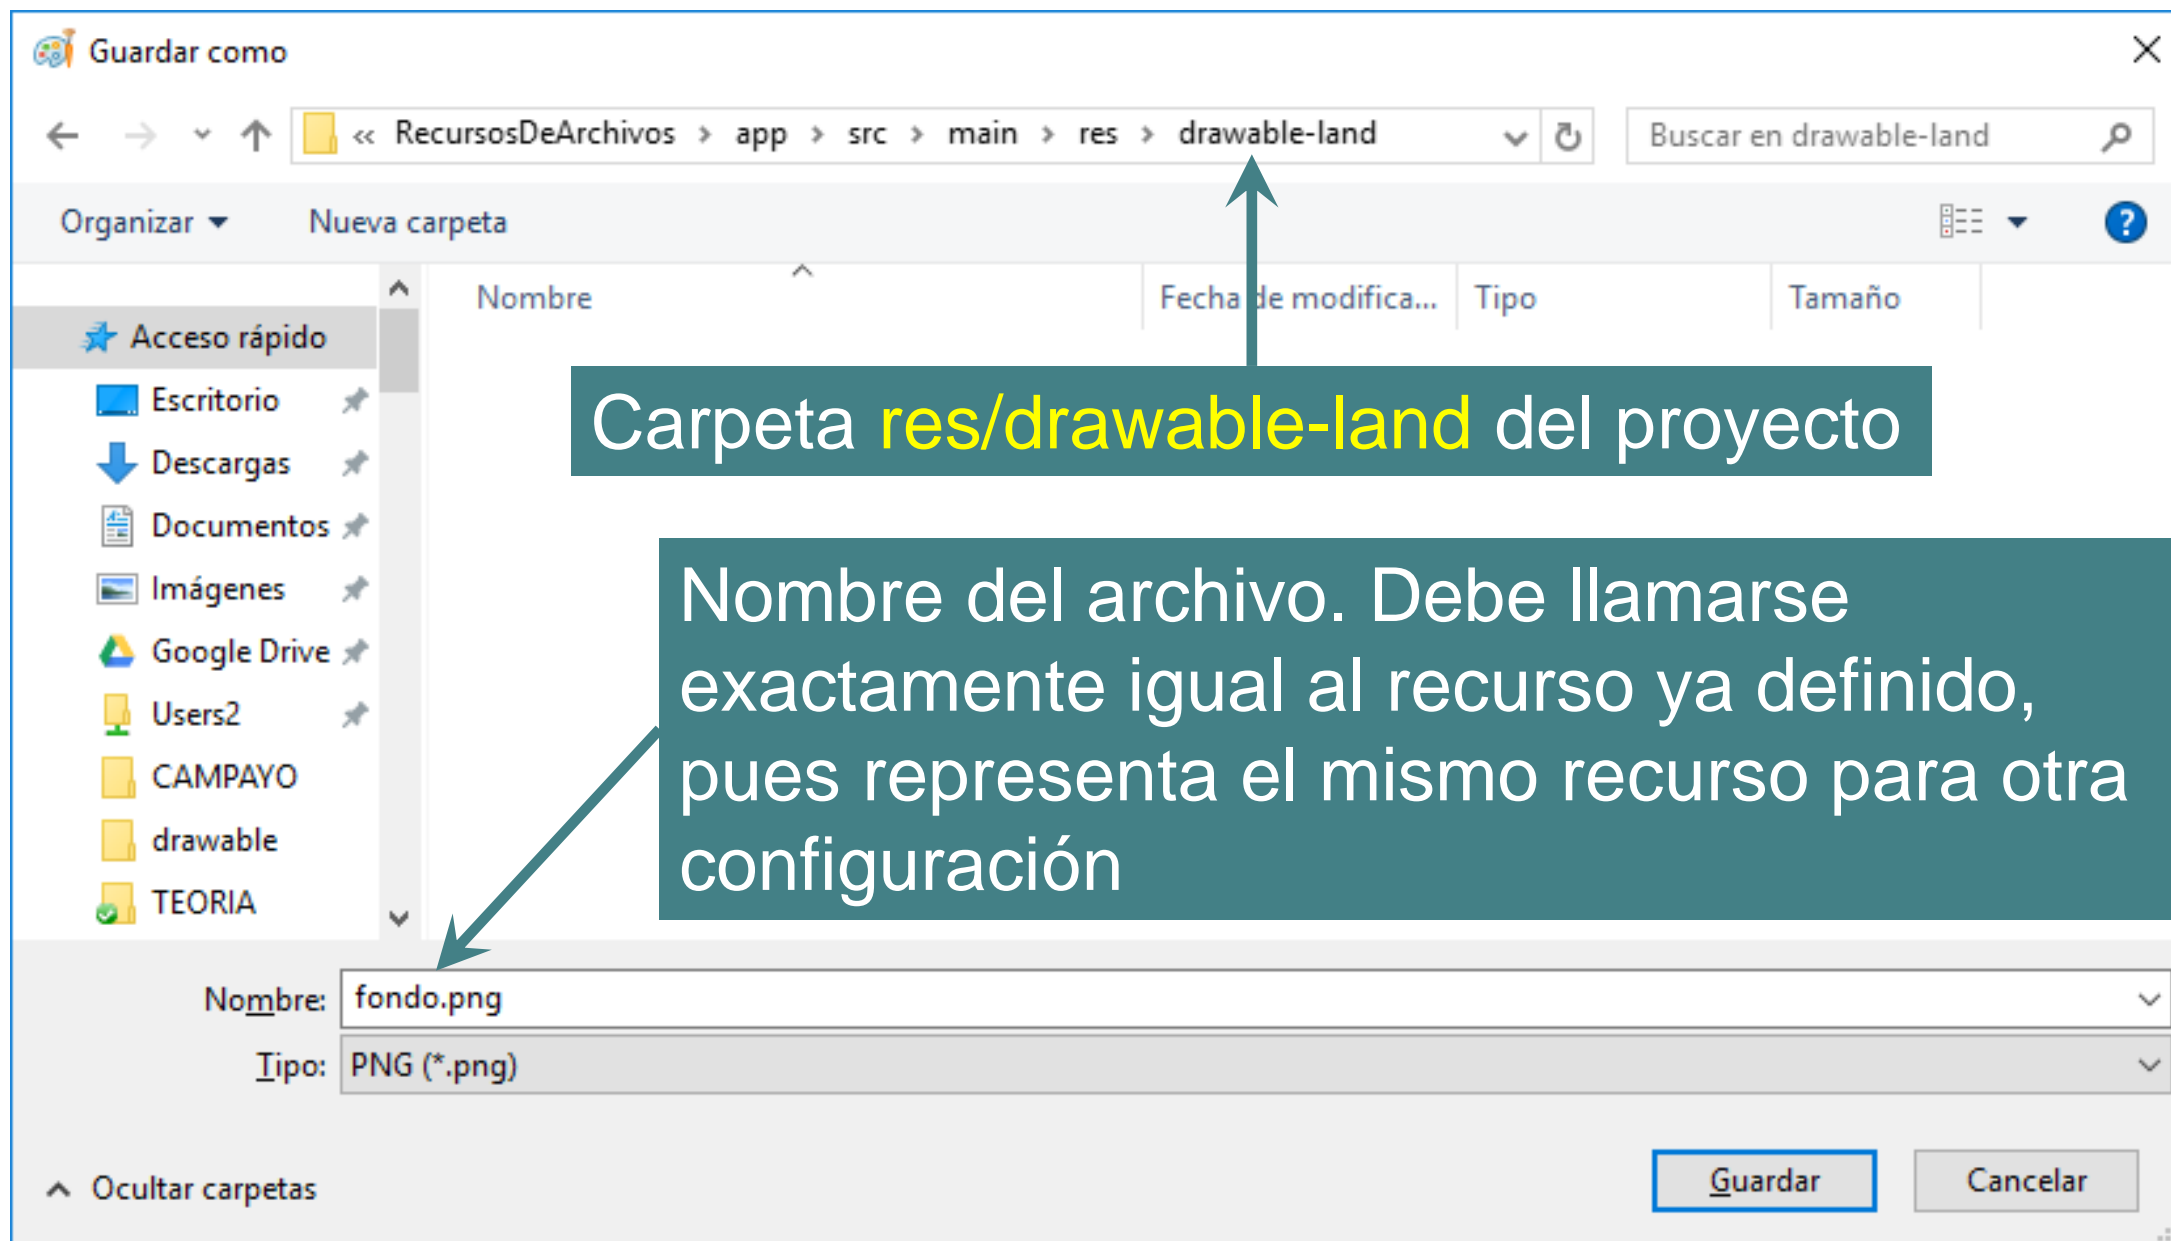 Guardar como
« RecursosDeArchivos > app > src > main > res > drawable-land
Buscar en drawable-land
Organizar
Nueva carpeta
Nombre
Fecha de modifica...
Tipo
Tamaño
Acceso rápido
Escritorio
Descargas
Documentos
Imágenes
Google Drive
Users2
CAMPAYO
drawable
TEORIA
Carpeta res/drawable-land del proyecto
Nombre del archivo. Debe llamarse
exactamente igual al recurso ya definido,
pues representa el mismo recurso para otra
configuración
Nombre: fondo.png
Tipo: PNG (*.png)
Ocultar carpetas
Guardar
Cancelar